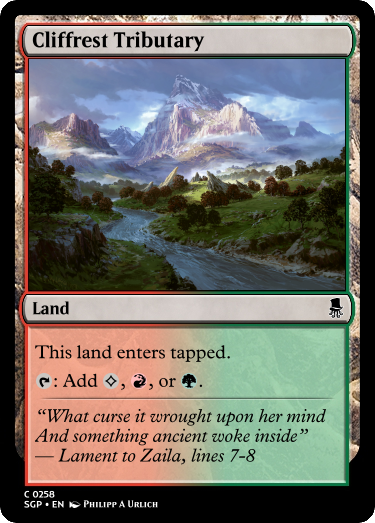 Cliffrest Tributary
Land
This land enters tapped.
: Add , , or .
“What curse it wrought upon her mind
And something ancient woke inside”
— Lament to Zaila, lines 7-8
C 0258
SGP • EN Philipp A Urlich